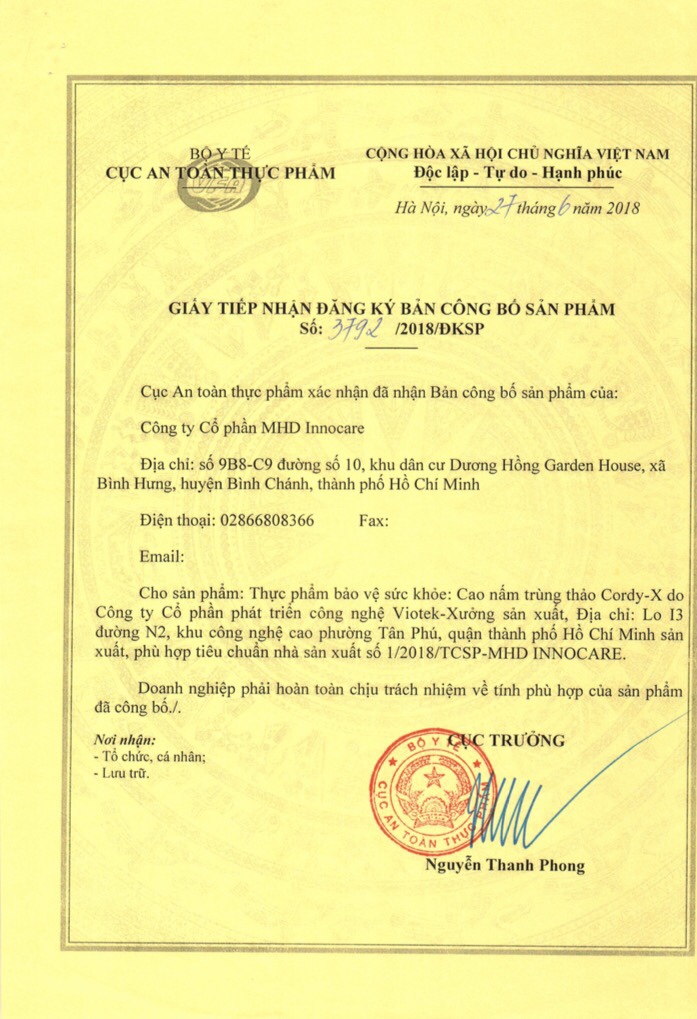 BỘ Y TẾ
CỤC AN TOÀN THỰC PHẨM
VFA
CỘNG HÒA XÃ HỘI CHỦ NGHĨA VIỆT NAM
Độc lập - Tự do - Hạnh phúc
Hà Nội, ngày 27 tháng 6 năm 2018
GIẤY TIẾP NHẬN ĐĂNG KÝ BẢN CÔNG BỐ SẢN PHẨM
Số: 3792 /2018/ĐKSP
Cục An toàn thực phẩm xác nhận đã nhận Bản công bố sản phẩm của:
Công ty Cổ phần MHD Innocare
Địa chỉ: số 9B8-C9 đường số 10, khu dân cư Dương Hồng Garden House, xã
Bình Hưng, huyện Bình Chánh, thành phố Hồ Chí Minh
Điện thoại: 02866808366 Fax:
Email:
Cho sản phẩm: Thực phẩm bảo vệ sức khỏe: Cao nấm trùng thảo Cordy-X do
Công ty Cổ phần phát triển công nghệ Viotek-Xưởng sản xuất, Địa chỉ: Lo I3
đường N2, khu công nghệ cao phường Tân Phú, quận thành phố Hồ Chí Minh sản
xuất, phù hợp tiêu chuẩn nhà sản xuất số 1/2018/TCSP-MHD INNOCARE.
Doanh nghiệp phải hoàn toàn chịu trách nhiệm về tính phù hợp của sản phẩm
đã công bố./.
Nơi nhận:
- Tổ chức, cá nhân;
- Lưu trữ.
CỤC TRƯỞNG
BỘ Y TẾ
CỤC AN TOÀN THỰC PHẨM
Nguyễn Thanh Phong